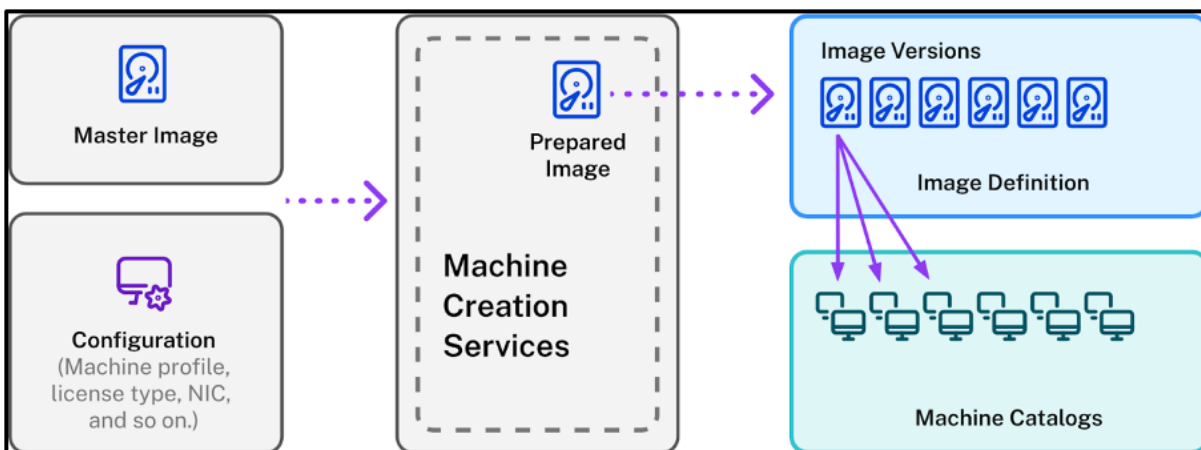 Master Image
Configuration
(Machine profile,
license type, NIC,
and so on.)
Prepared
Image
Machine
Creation
Services
Image Versions
Image Definition
Machine Catalogs